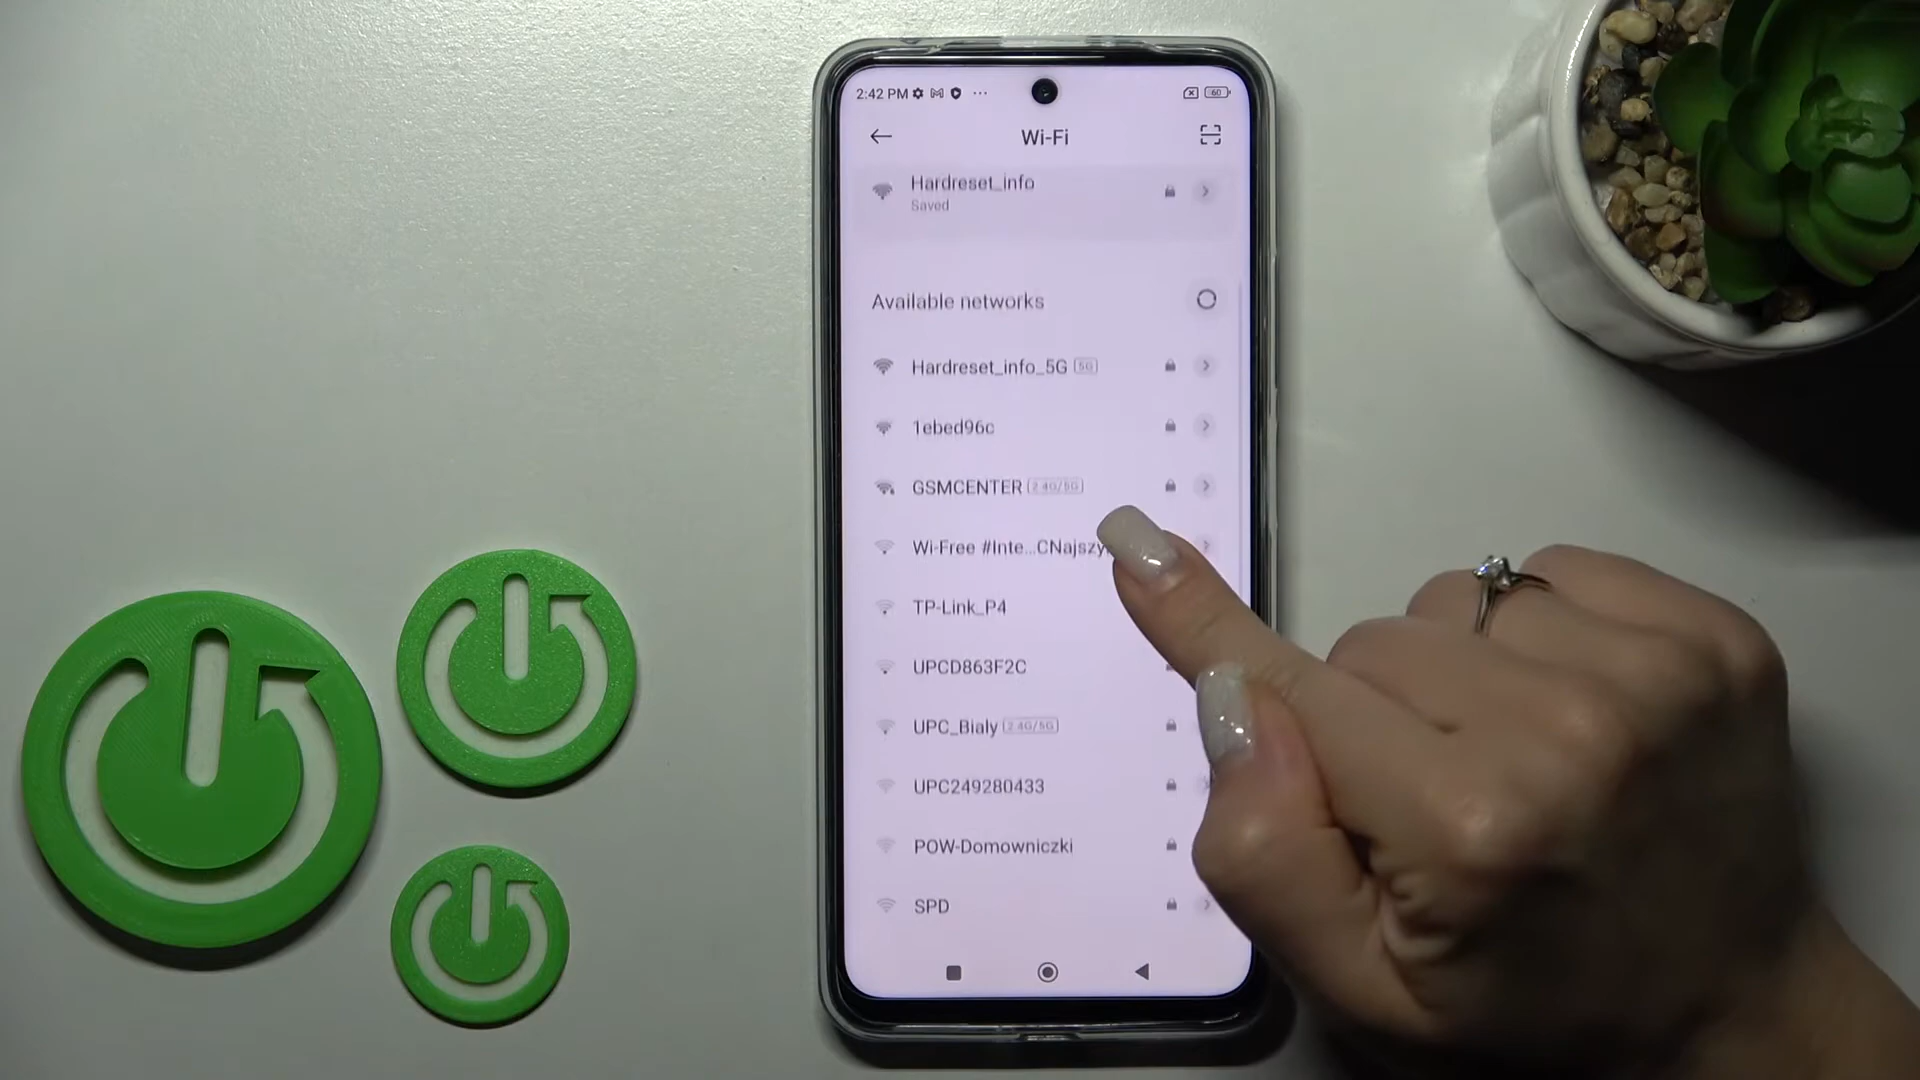 2:42 PM
60
Wi-Fi
Hardreset_info
Saved
Available networks
Hardreset_info_5G 5G
1ebed96c
GSMCENTER 2.4G/5G
Wi-Free #Inte...CNajszy
TP-Link_P4
UPCD863F2C
UPC_Bialy 2.4G/5G
UPC249280433
POW-Domowniczki
SPD